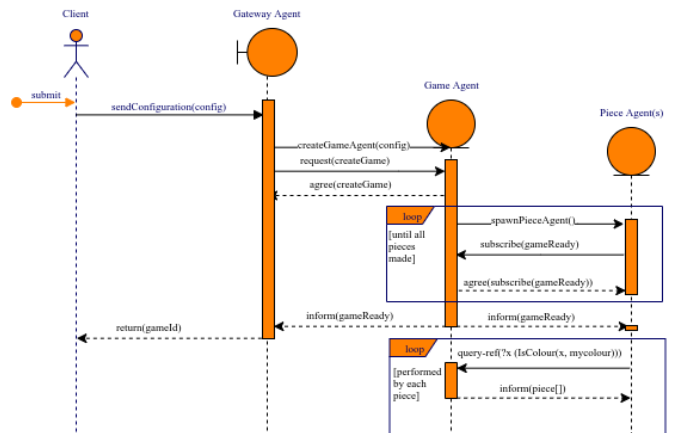 Client
Gateway Agent
Game Agent
Piece Agent(s)
submit
sendConfiguration(config)
createGameAgent(config)
request(createGame)
agree(createGame)
loop
[until all
pieces
made]
spawnPieceAgent()
subscribe(gameReady)
agree(subscribe(gameReady))
inform(gameReady)
inform(gameReady)
return(gameId)
loop
[performed
by each
piece]
query-ref(?x (IsColour(x, mycolour)))
inform(piece[])